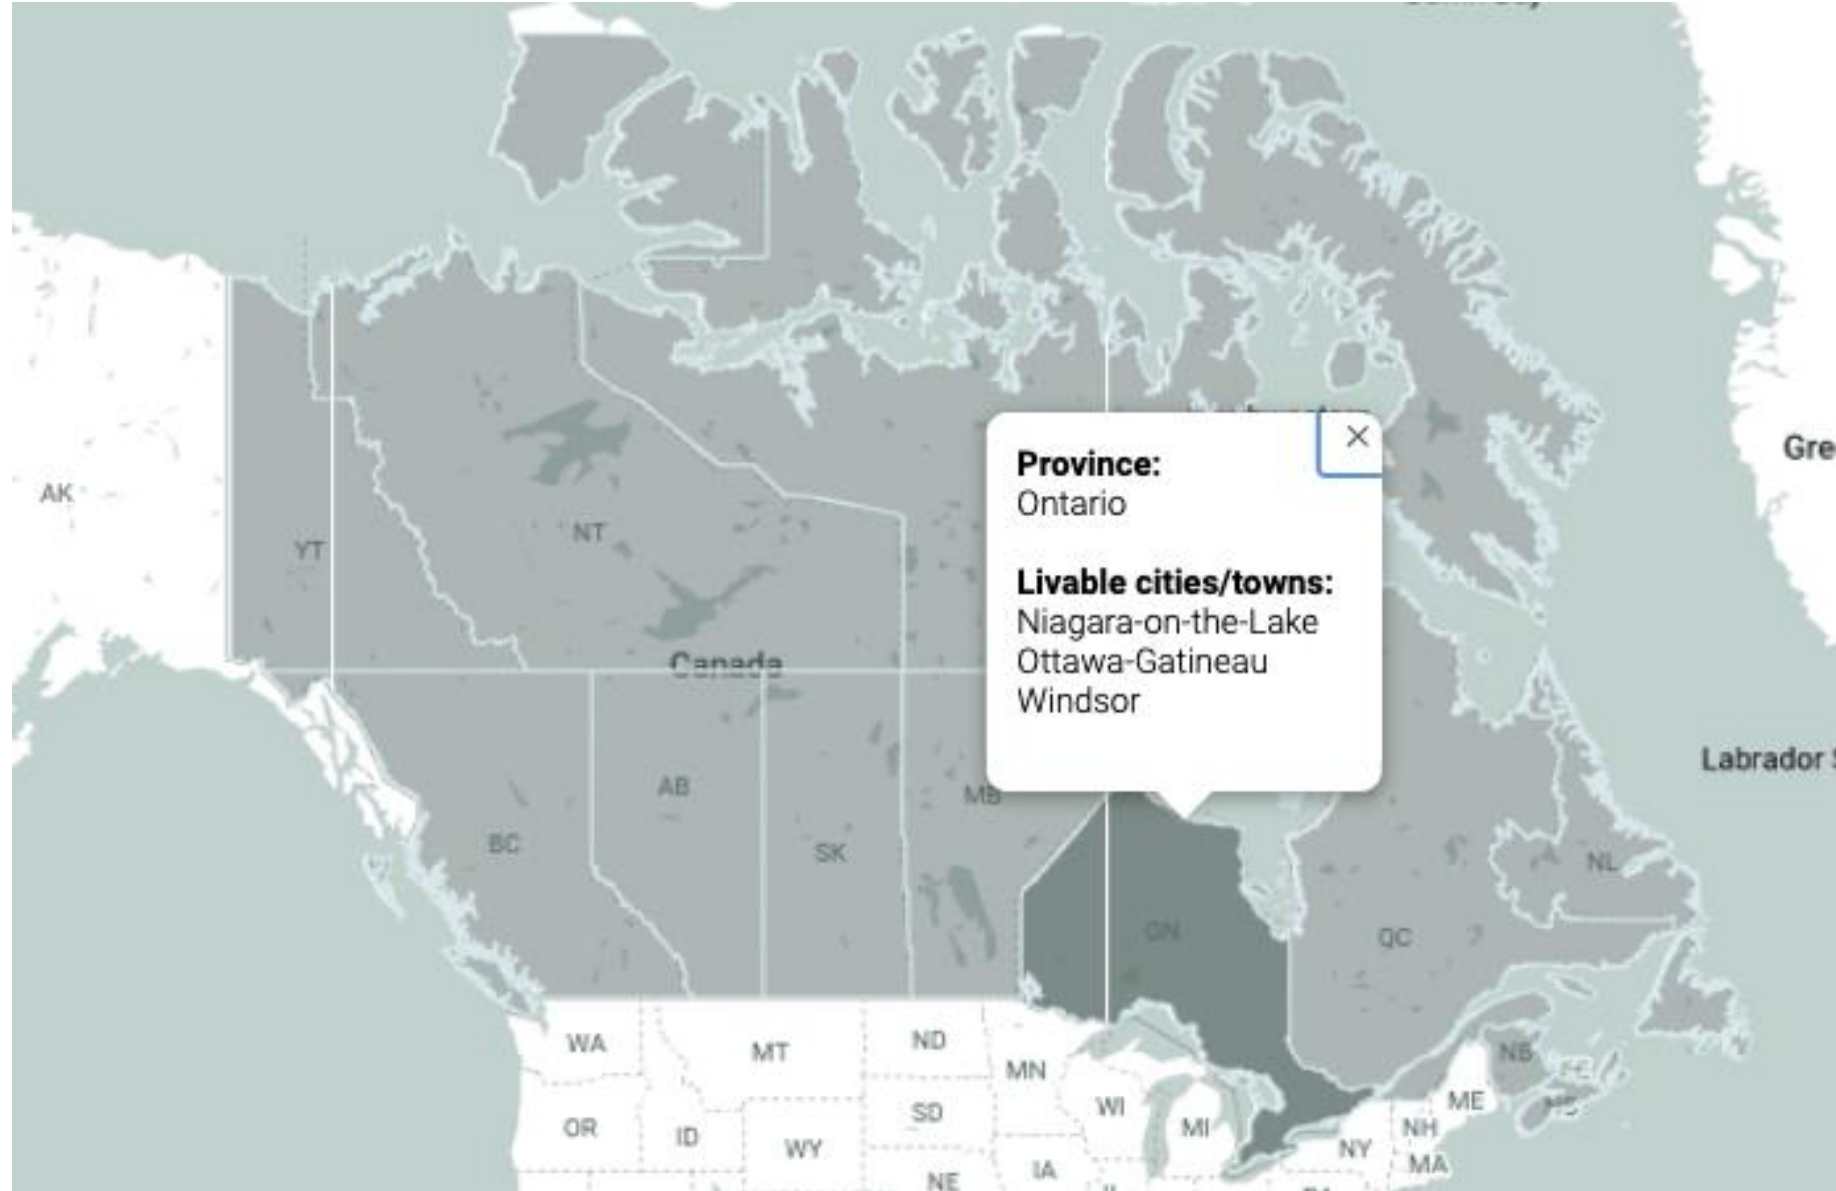 Gre
AK
Province:
Ontario
Livable cities/towns:
Niagara-on-the-Lake
Ottawa-Gatineau
Windsor
YT
NT
Canada
Labrador
AB
MB
BC
SK
NL
ON
QC
WA
MT
ND
MN
NB
PE
NS
OR
ID
WY
SD
WI
MI
ME
NH
NY
MA
IA
NE